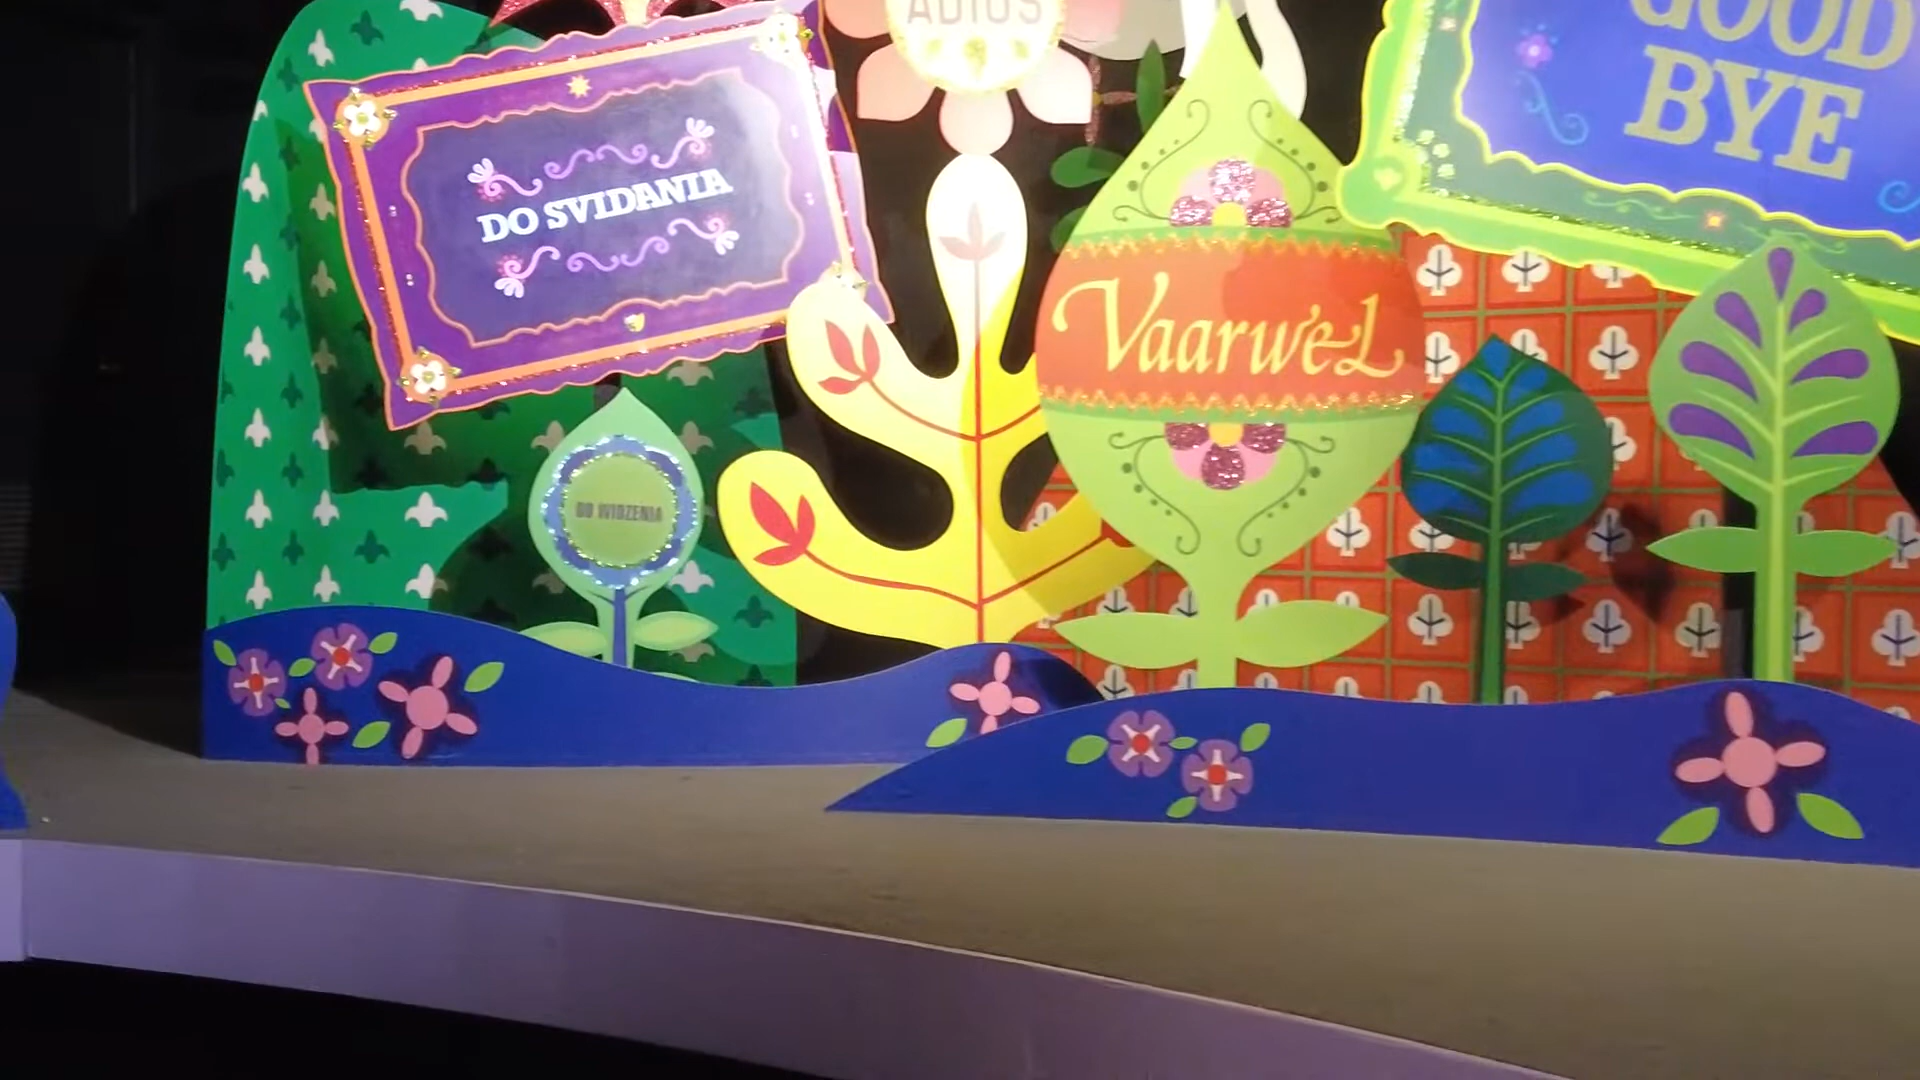 ADIOS
GOOD
BYE
DO SVIDANIA
Vaarwel
DO WIDZENIA